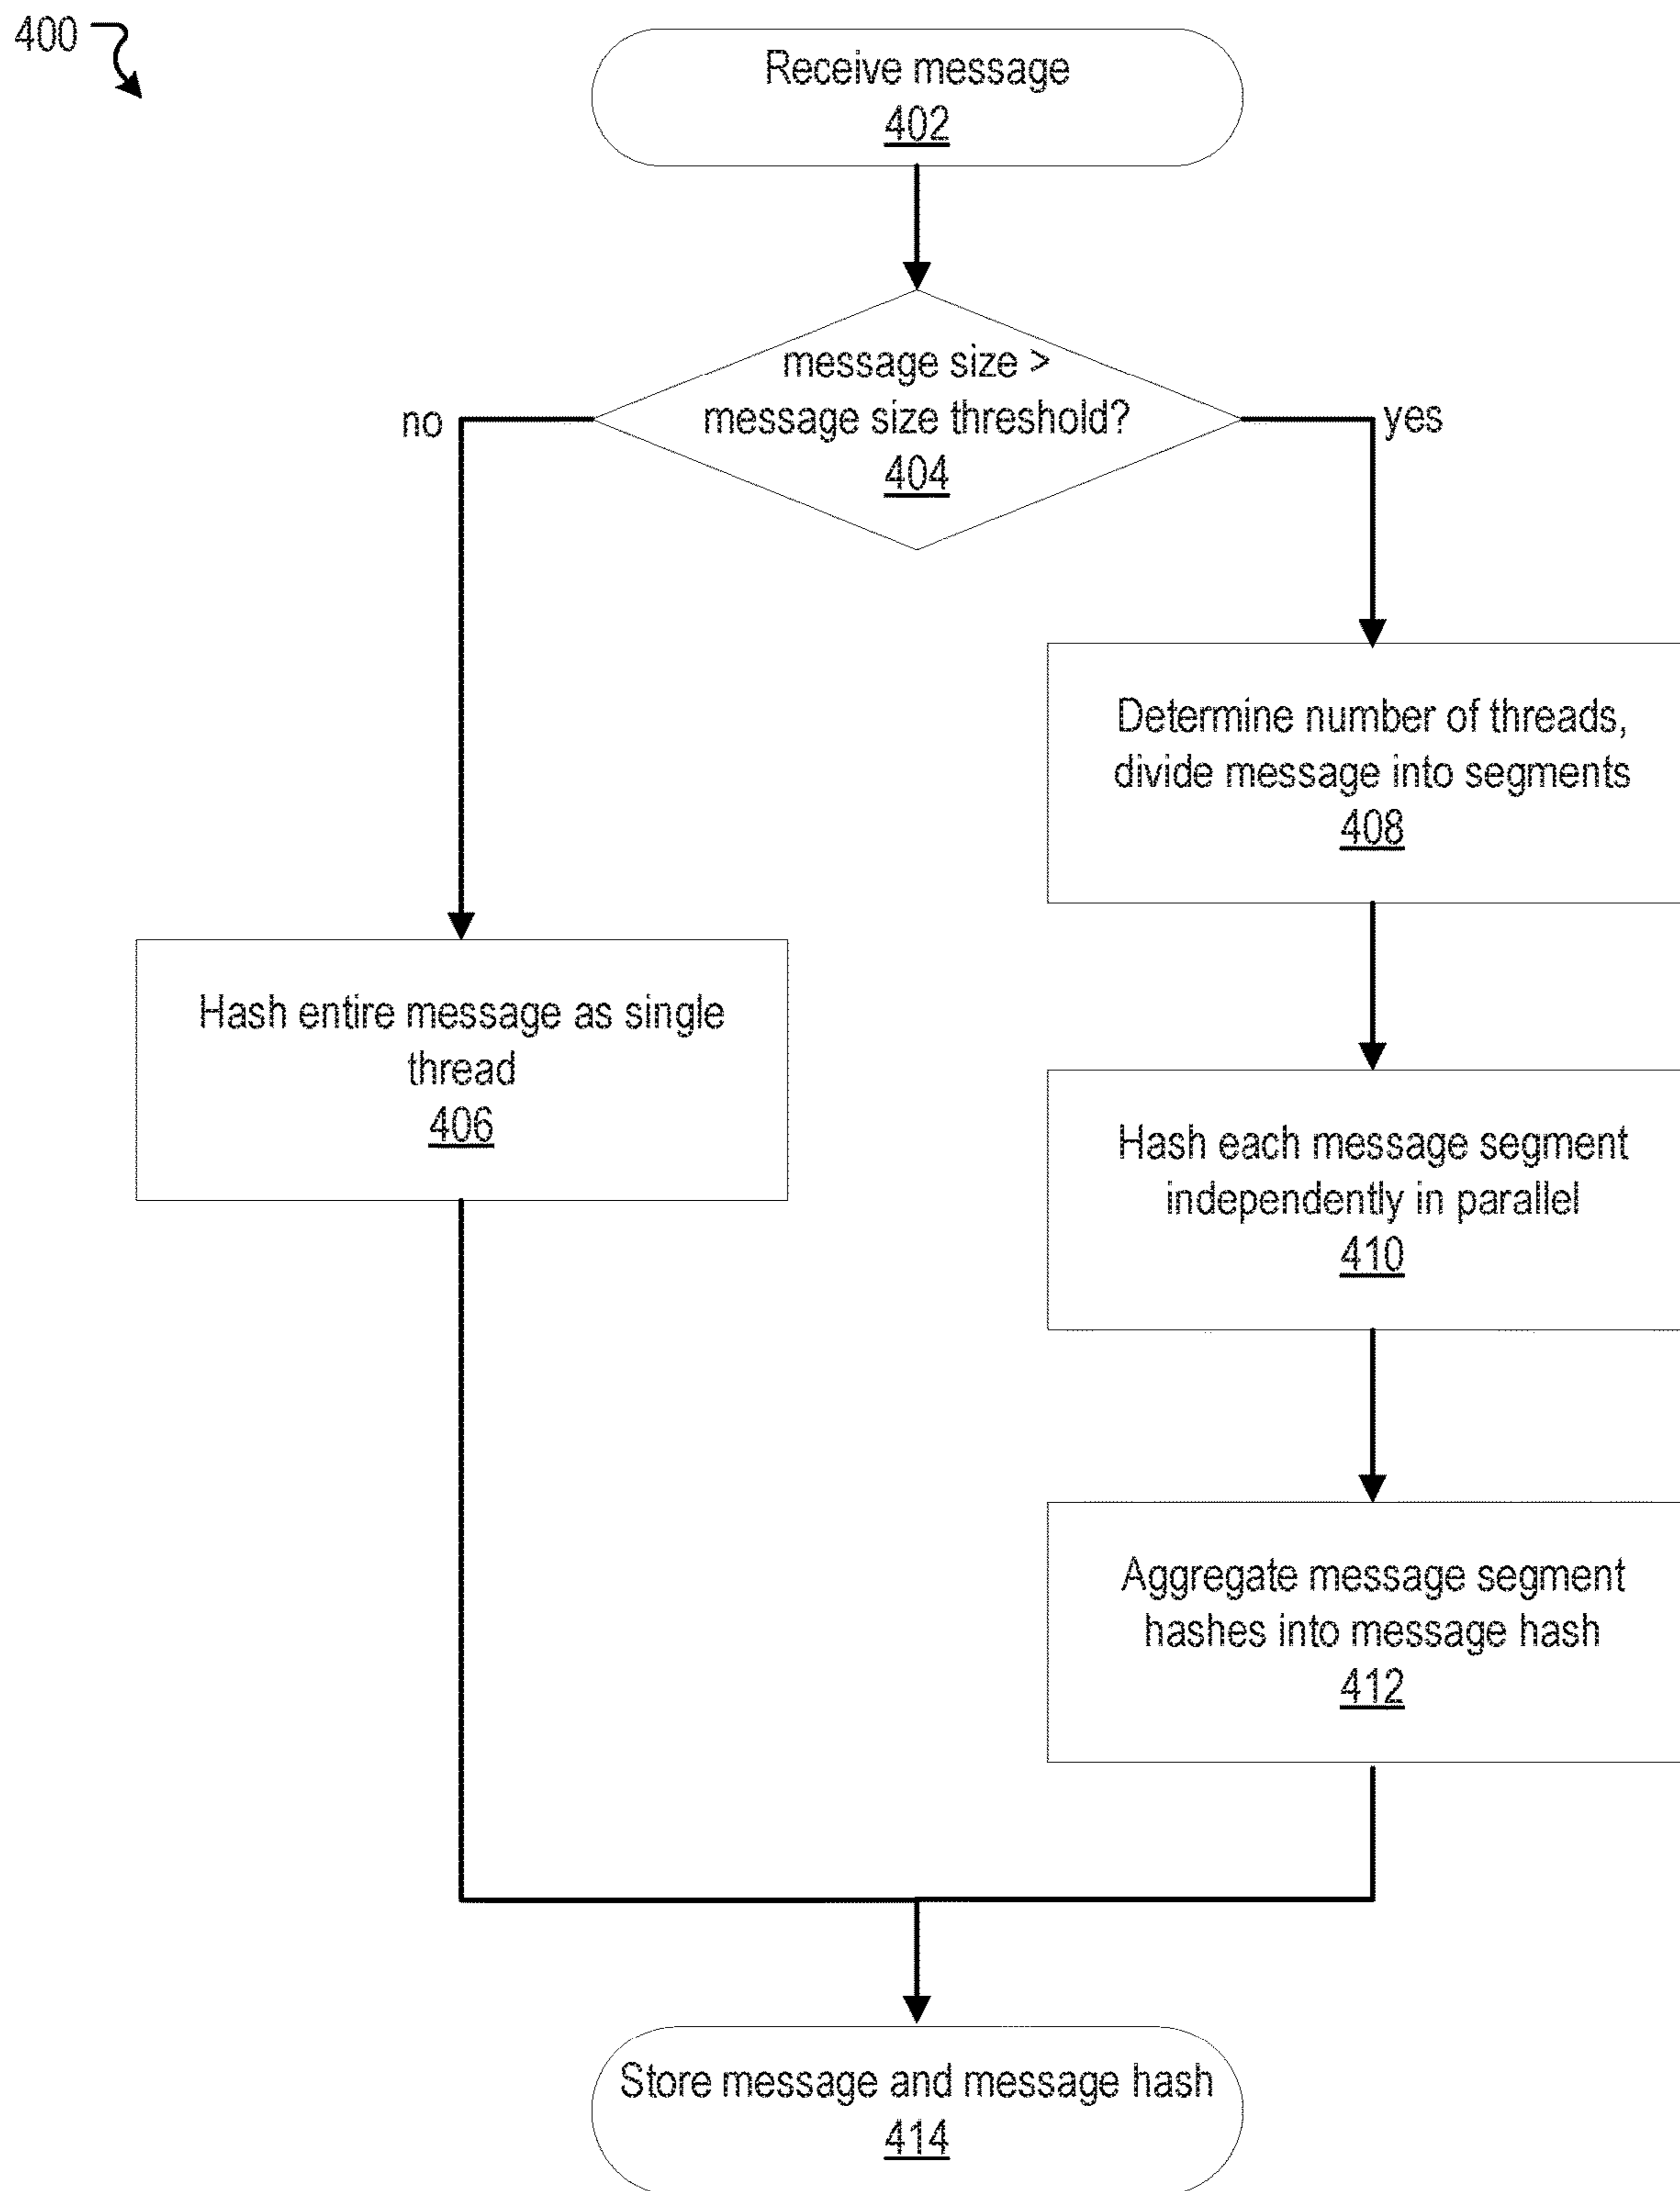 400
Receive message
402
message size >
message size threshold?
404
no
yes
Determine number of threads,
divide message into segments
408
Hash entire message as single
thread
406
Hash each message segment
independently in parallel
410
Aggregate message segment
hashes into message hash
412
Store message and message hash
414